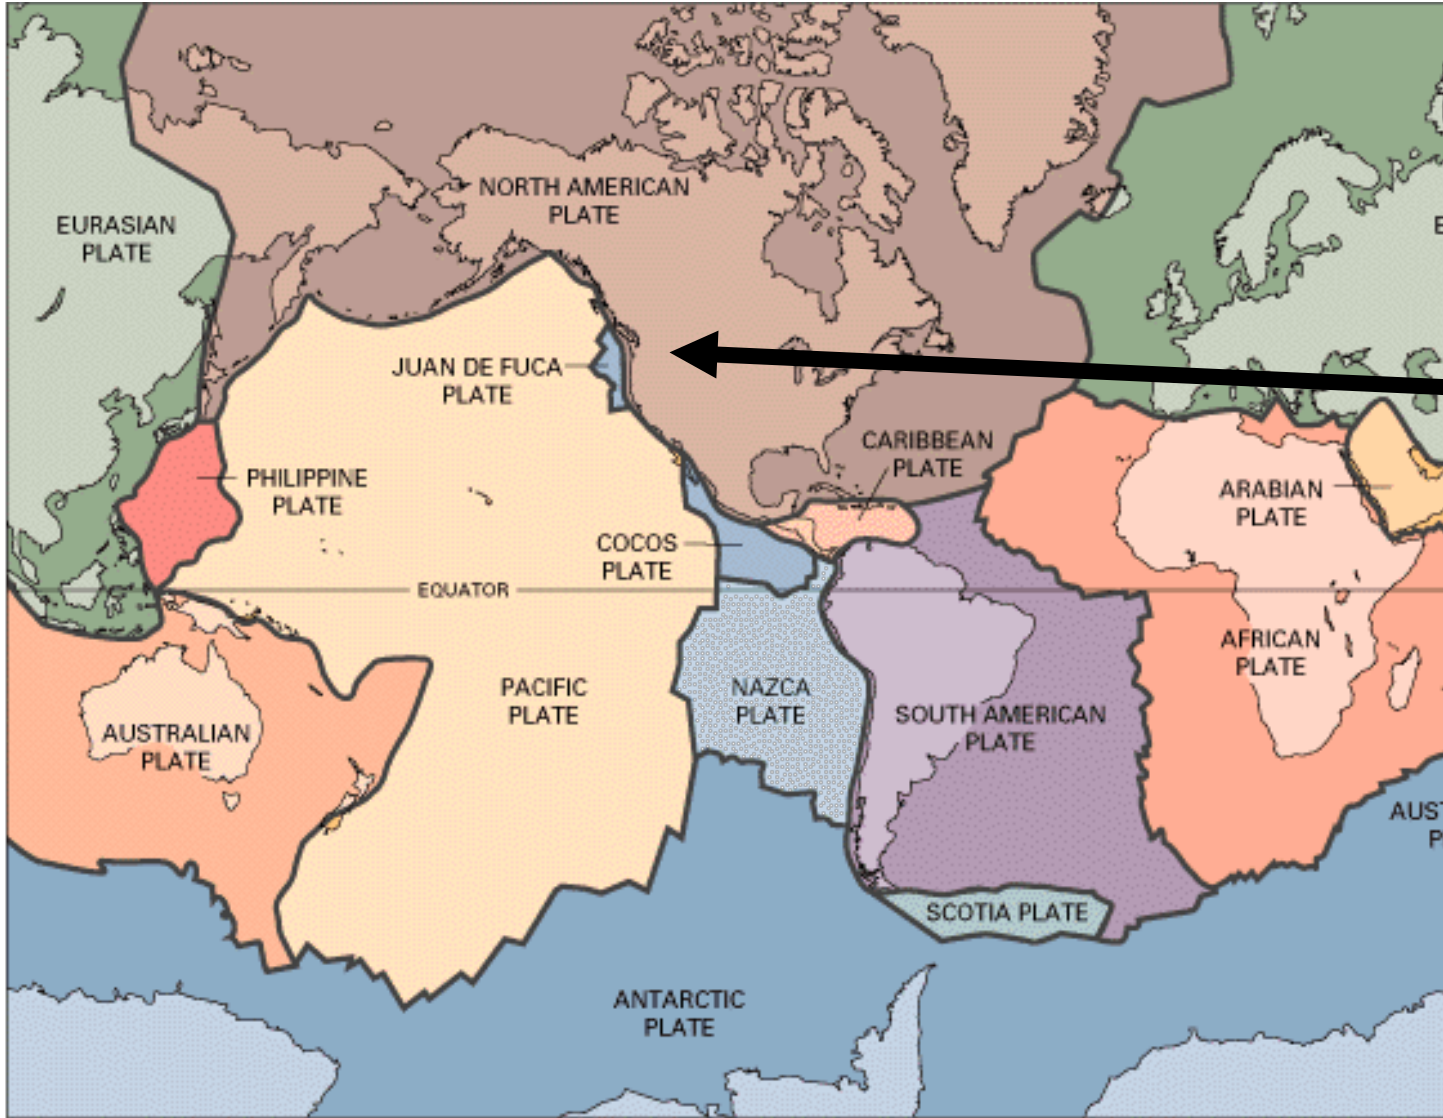 NORTH AMERICAN
PLATE
EURASIAN
PLATE
E
JUAN DE FUCA
PLATE
CARIBBEAN
PLATE
PHILIPPINE
PLATE
ARABIAN
PLATE
COCOS
PLATE
EQUATOR
AFRICAN
PLATE
PACIFIC
PLATE
NAZCA
PLATE
SOUTH AMERICAN
PLATE
AUSTRALIAN
PLATE
AUST
P
SCOTIA PLATE
ANTARCTIC
PLATE